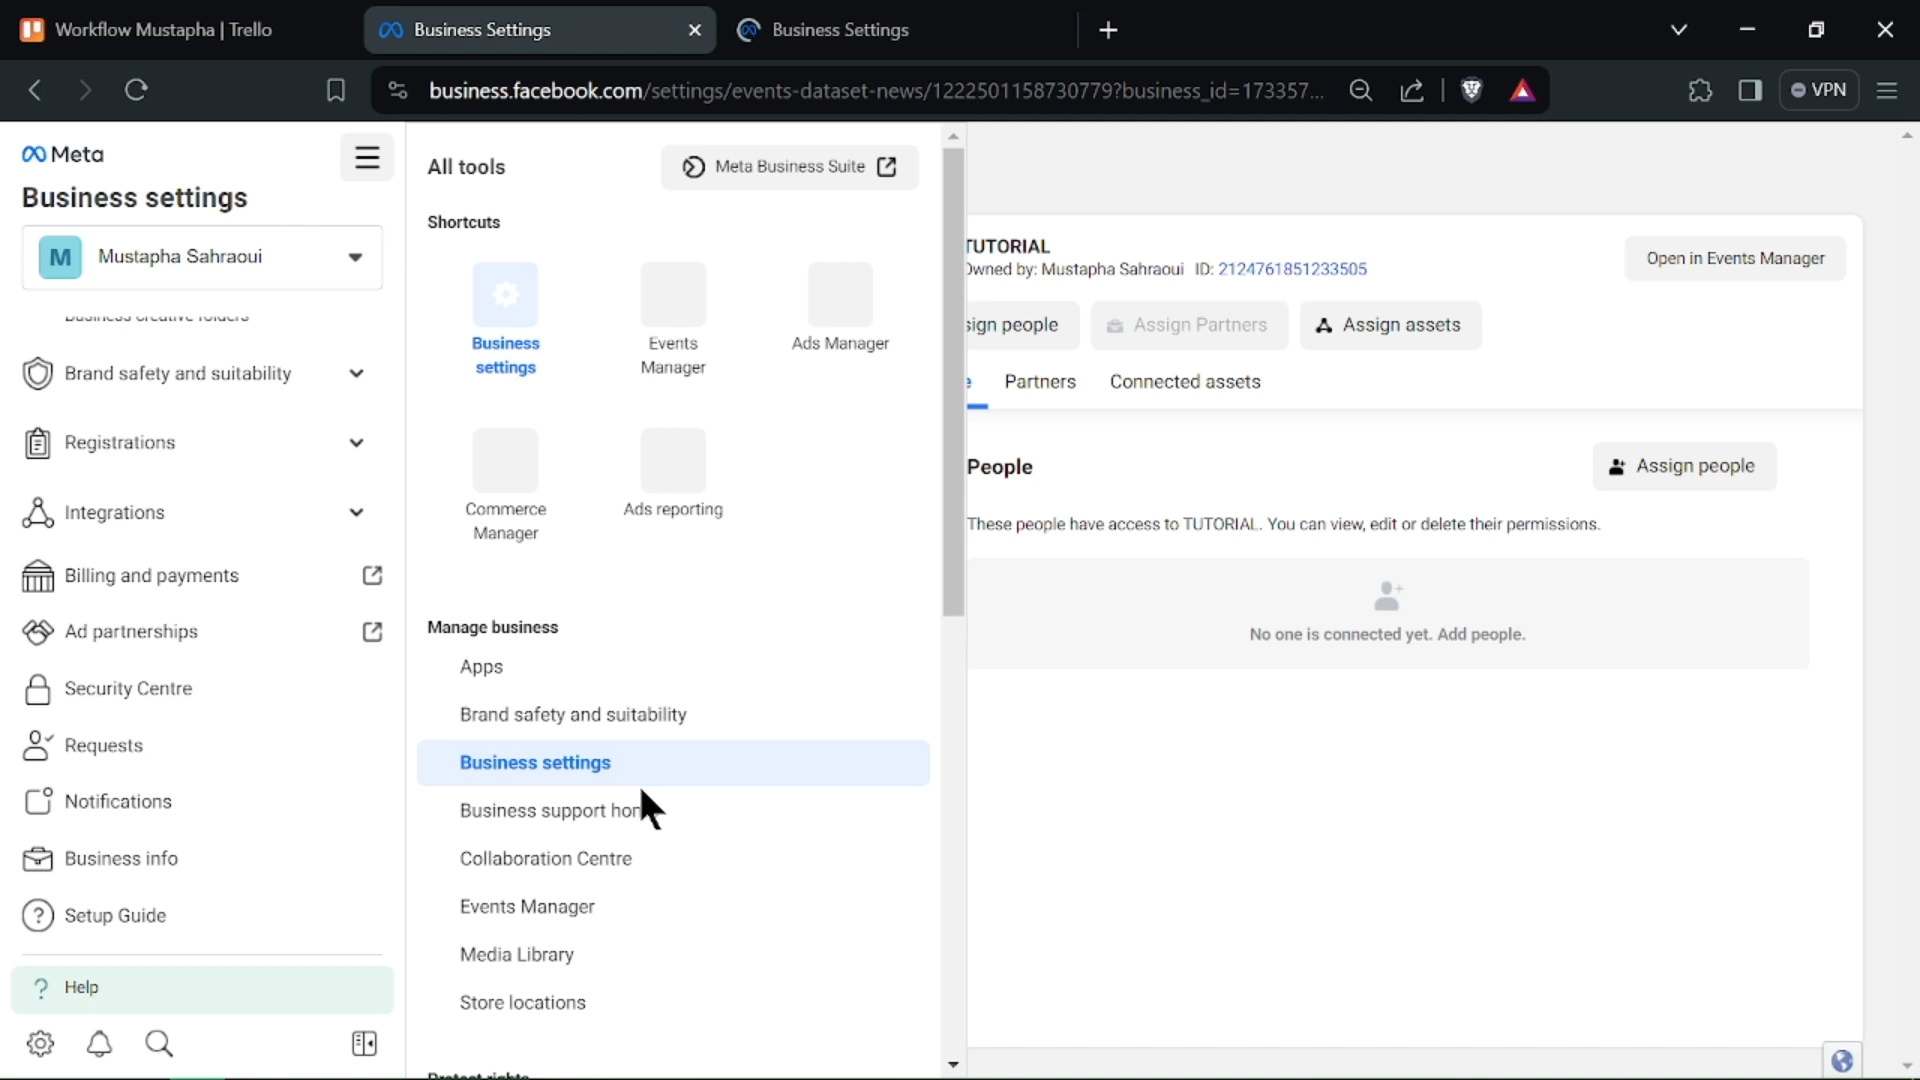 Workflow Mustapha | Trello
Business Settings
Business Settings
business.facebook.com/settings/events-dataset-news/1222501158730779?business_id=173357...
VPN
Meta
Business settings
M
Mustapha Sahraoui
Business creative folders
Brand safety and suitability
Registrations
Integrations
Billing and payments
Ad partnerships
Security Centre
Requests
Notifications
Business info
Setup Guide
? Help
All tools
Meta Business Suite
Shortcuts
Business
settings
Events
Manager
Ads Manager
Commerce
Manager
Ads reporting
Manage business
Apps
Brand safety and suitability
Business settings
Business support hom
Collaboration Centre
Events Manager
Media Library
Store locations
Protect rights
TUTORIAL
Owned by: Mustapha Sahraoui ID: 2124761851233505
Open in Events Manager
sign people
Assign Partners
Assign assets
e
Partners
Connected assets
People
Assign people
These people have access to TUTORIAL. You can view, edit or delete their permissions.
No one is connected yet. Add people.